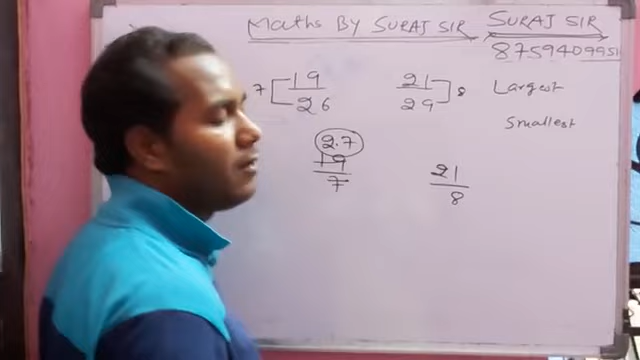 Maths By SURAJ SIR
SURAJ SIR
8759409951
7 19/26
21/29 8
Largest
Smallest
2.7
19/7
21/8